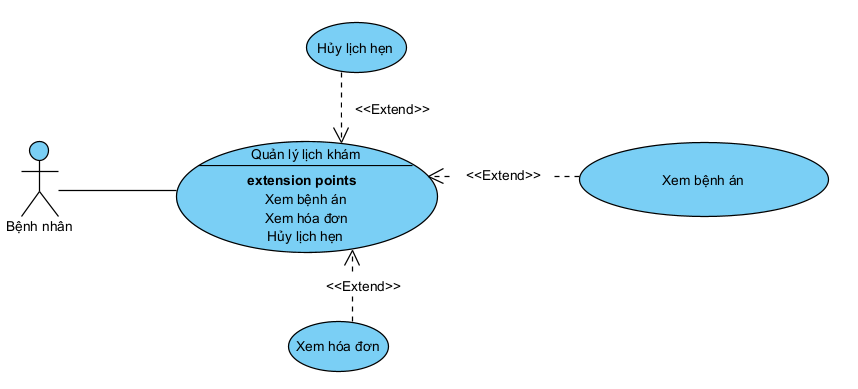 Hủy lịch hẹn
<<Extend>>
Quản lý lịch khám
extension points
Xem bệnh án
Xem hóa đơn
Hủy lịch hẹn
<<Extend>>
Xem bệnh án
Bệnh nhân
<<Extend>>
Xem hóa đơn